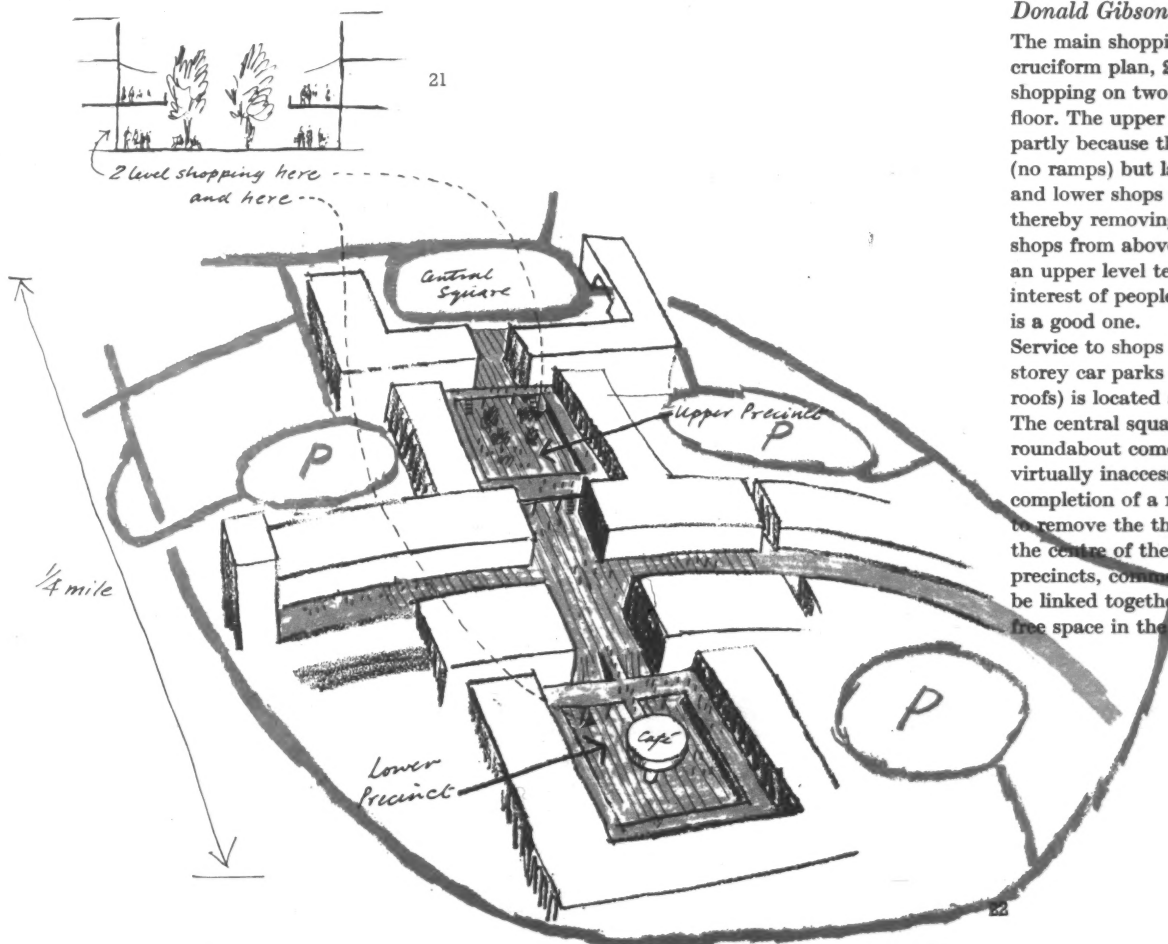 21
2 level shopping here
and here
Central
Square
Upper Precinct
P
P
1/4 mile
P
Café
Lower
Precinct
22
Donald Gibson
The main shoppi
cruciform plan,
shopping on two
floor. The upper
partly because th
(no ramps) but la
and lower shops
thereby removin
shops from above
an upper level te
interest of people
is a good one.
Service to shops
storey car parks
roofs) is located
The central squa
roundabout com
virtually inaccess
completion of a r
to remove the th
the centre of the
precincts, comm
be linked togethe
free space in the